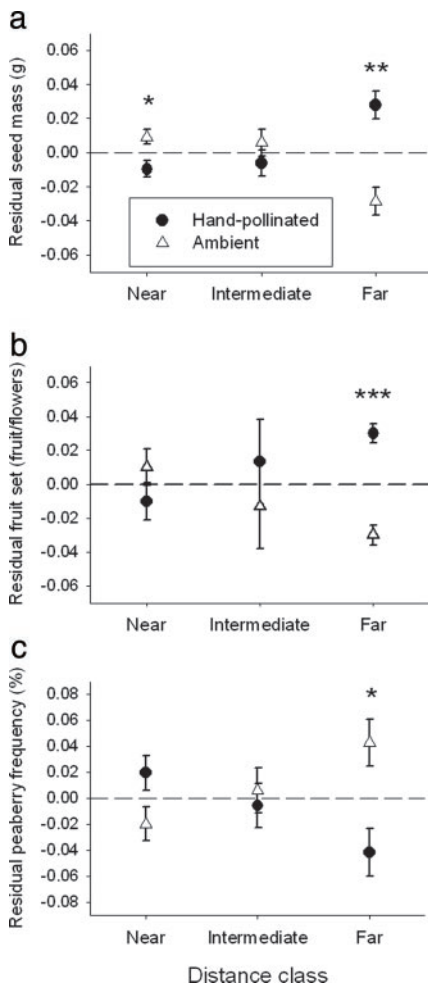 a
Residual seed mass (g)
0.06
0.04
0.02
0.00
-0.02
-0.04
-0.06
*
**
Hand-pollinated
Ambient
Near Intermediate Far
b
Residual fruit set (fruit/flowers)
0.06
0.04
0.02
0.00
-0.02
-0.04
-0.06
***
Near Intermediate Far
c
Residual peaberry frequency (%)
0.08
0.06
0.04
0.02
0.00
-0.02
-0.04
-0.06
-0.08
*
Near Intermediate Far
Distance class